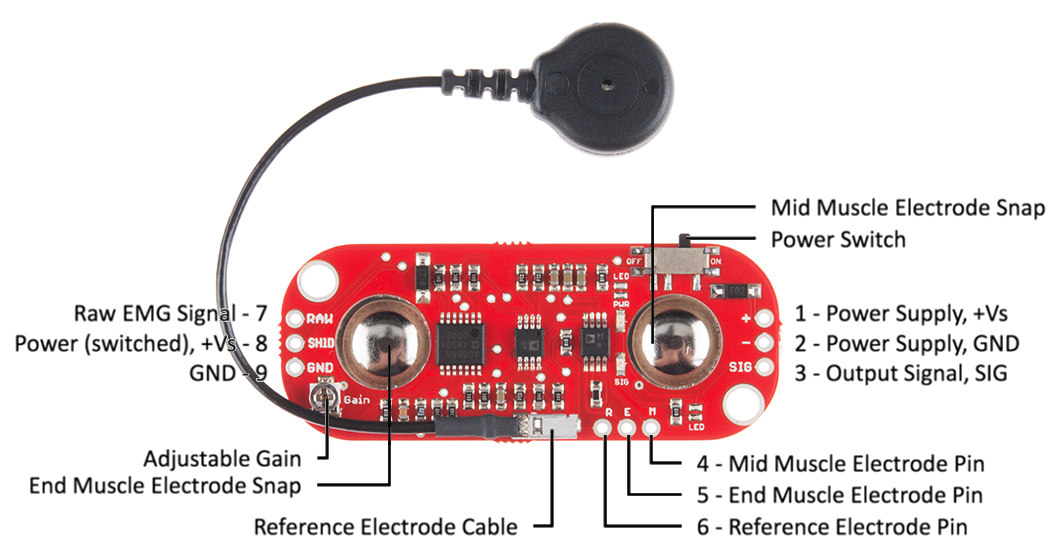 Mid Muscle Electrode Snap
Power Switch
OFF
ON
LED
PWR
Raw EMG Signal - 7
RAW
+
1 - Power Supply, +Vs
Power (switched), +Vs - 8
SHID
-
2 - Power Supply, GND
GND - 9
GND
SIG
SIG
3 - Output Signal, SIG
Gain
R E M
LED
Adjustable Gain
4 - Mid Muscle Electrode Pin
End Muscle Electrode Snap
5 - End Muscle Electrode Pin
Reference Electrode Cable
6 - Reference Electrode Pin